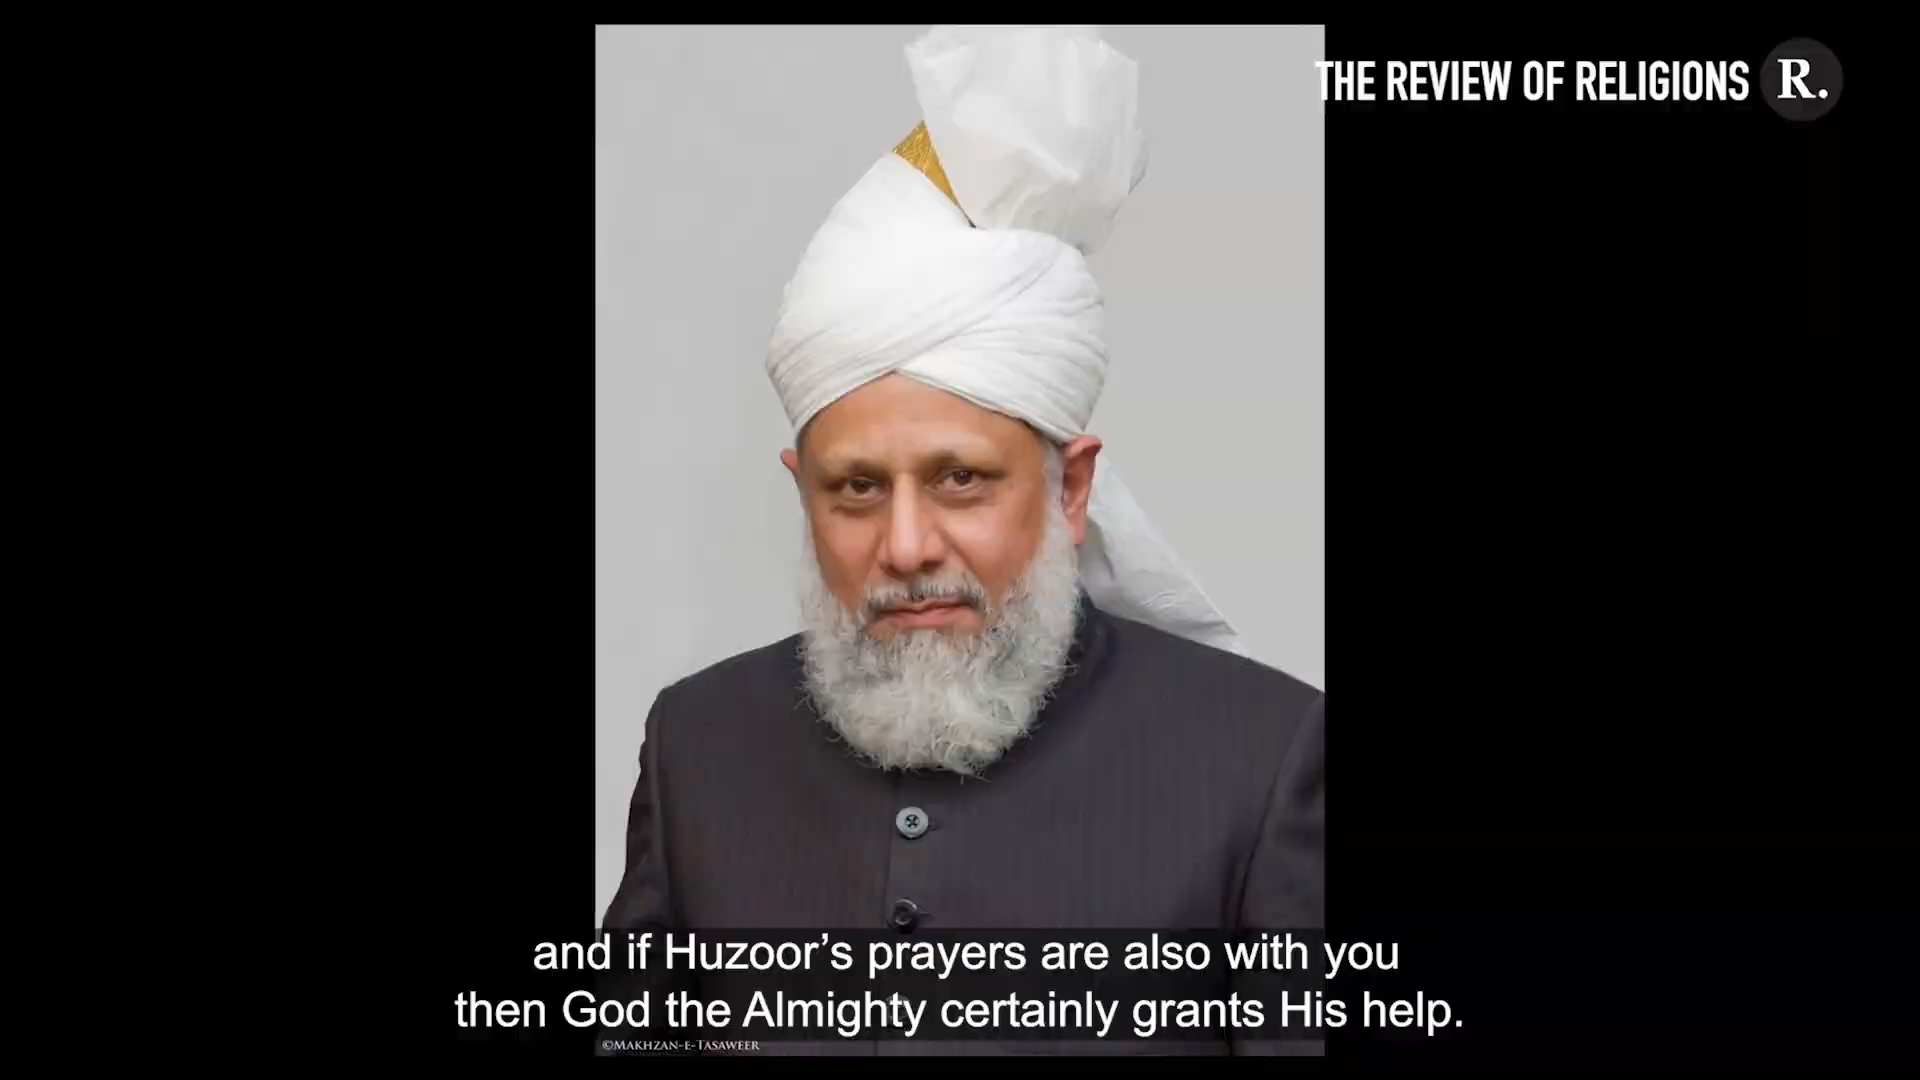 THE REVIEW OF RELIGIONS R.
and if Huzoor’s prayers are also with you
then God the Almighty certainly grants His help.
©MAKHZAN-E-TASAWEER